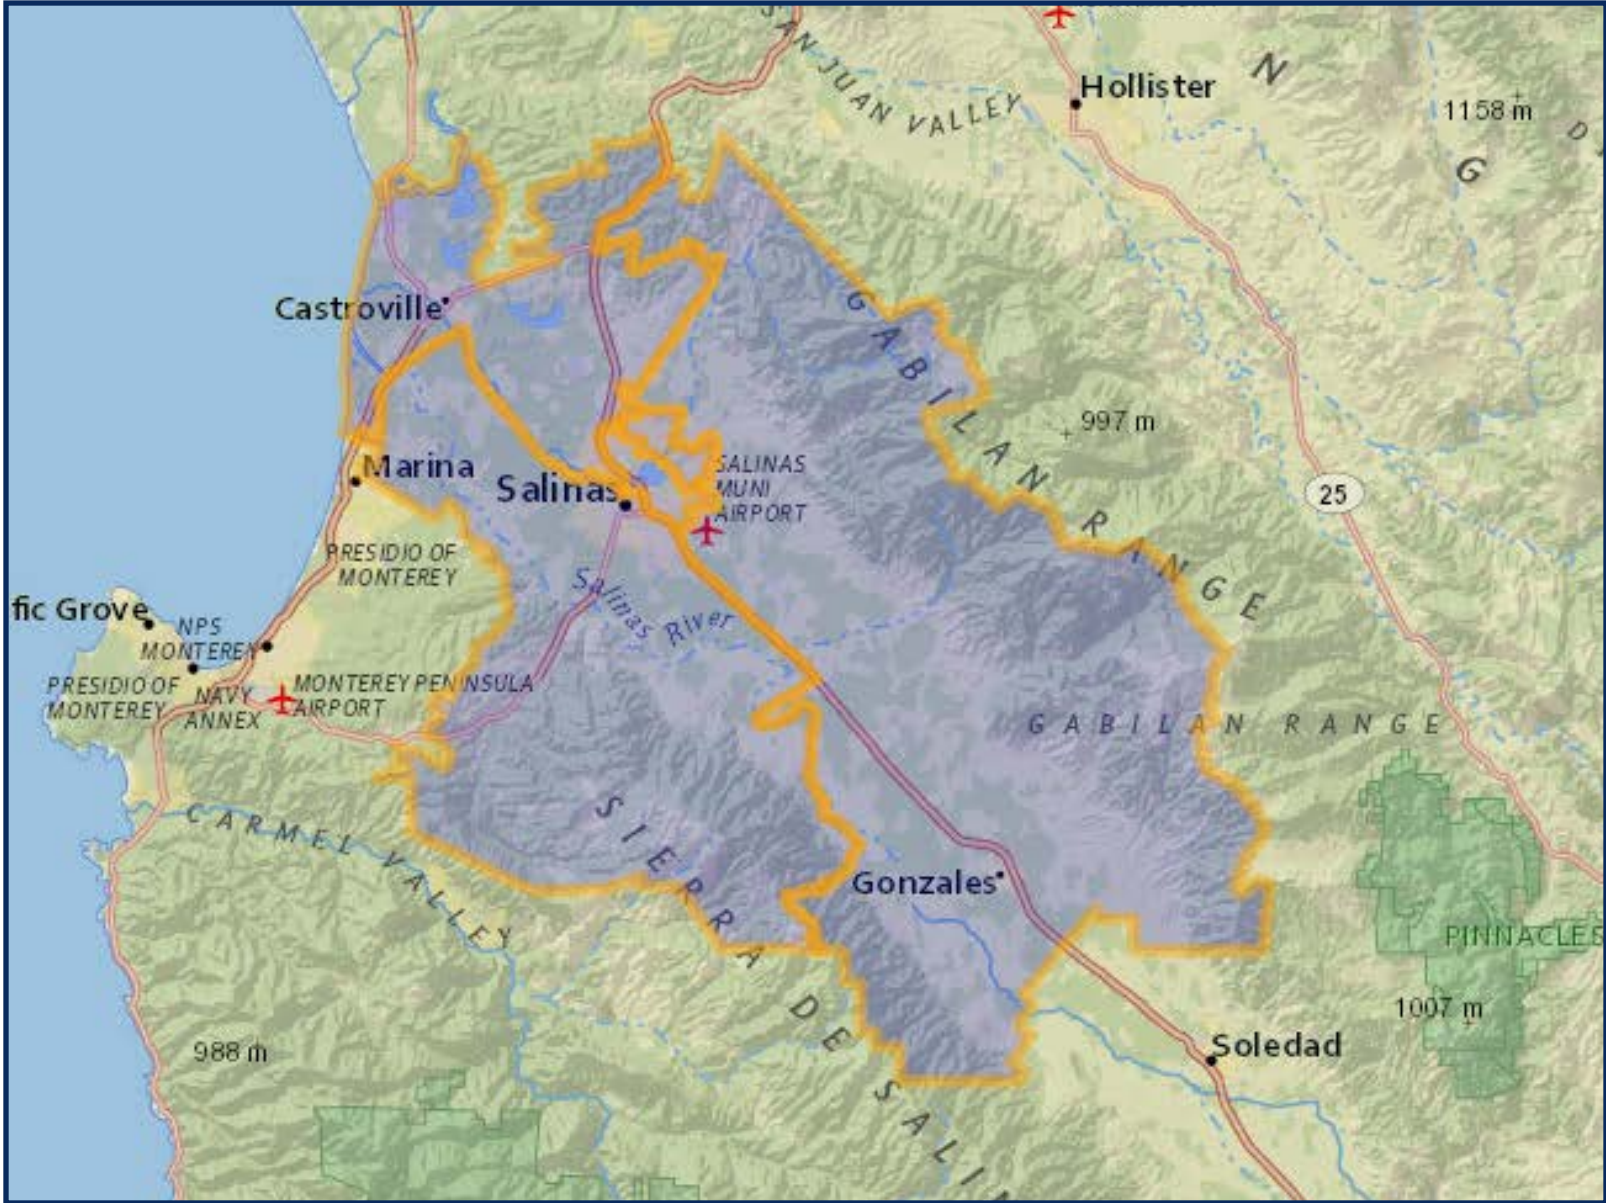 SAN JUAN VALLEY
Hollister
N
1158 m
D
G
Castroville
GABILAN RANGE
997 m
Marina
Salinas
SALINAS
MUNI
AIRPORT
25
PRESIDIO OF
MONTEREY
Salinas River
fic Grove
NPS
MONTEREY
PRESIDIO OF
MONTEREY
NAVY
ANNEX
MONTEREY PENINSULA
AIRPORT
GABILAN RANGE
CARMEL VALLEY
SIERRA DE SALIN
Gonzales
PINNACLES
1007 m
988 m
Soledad